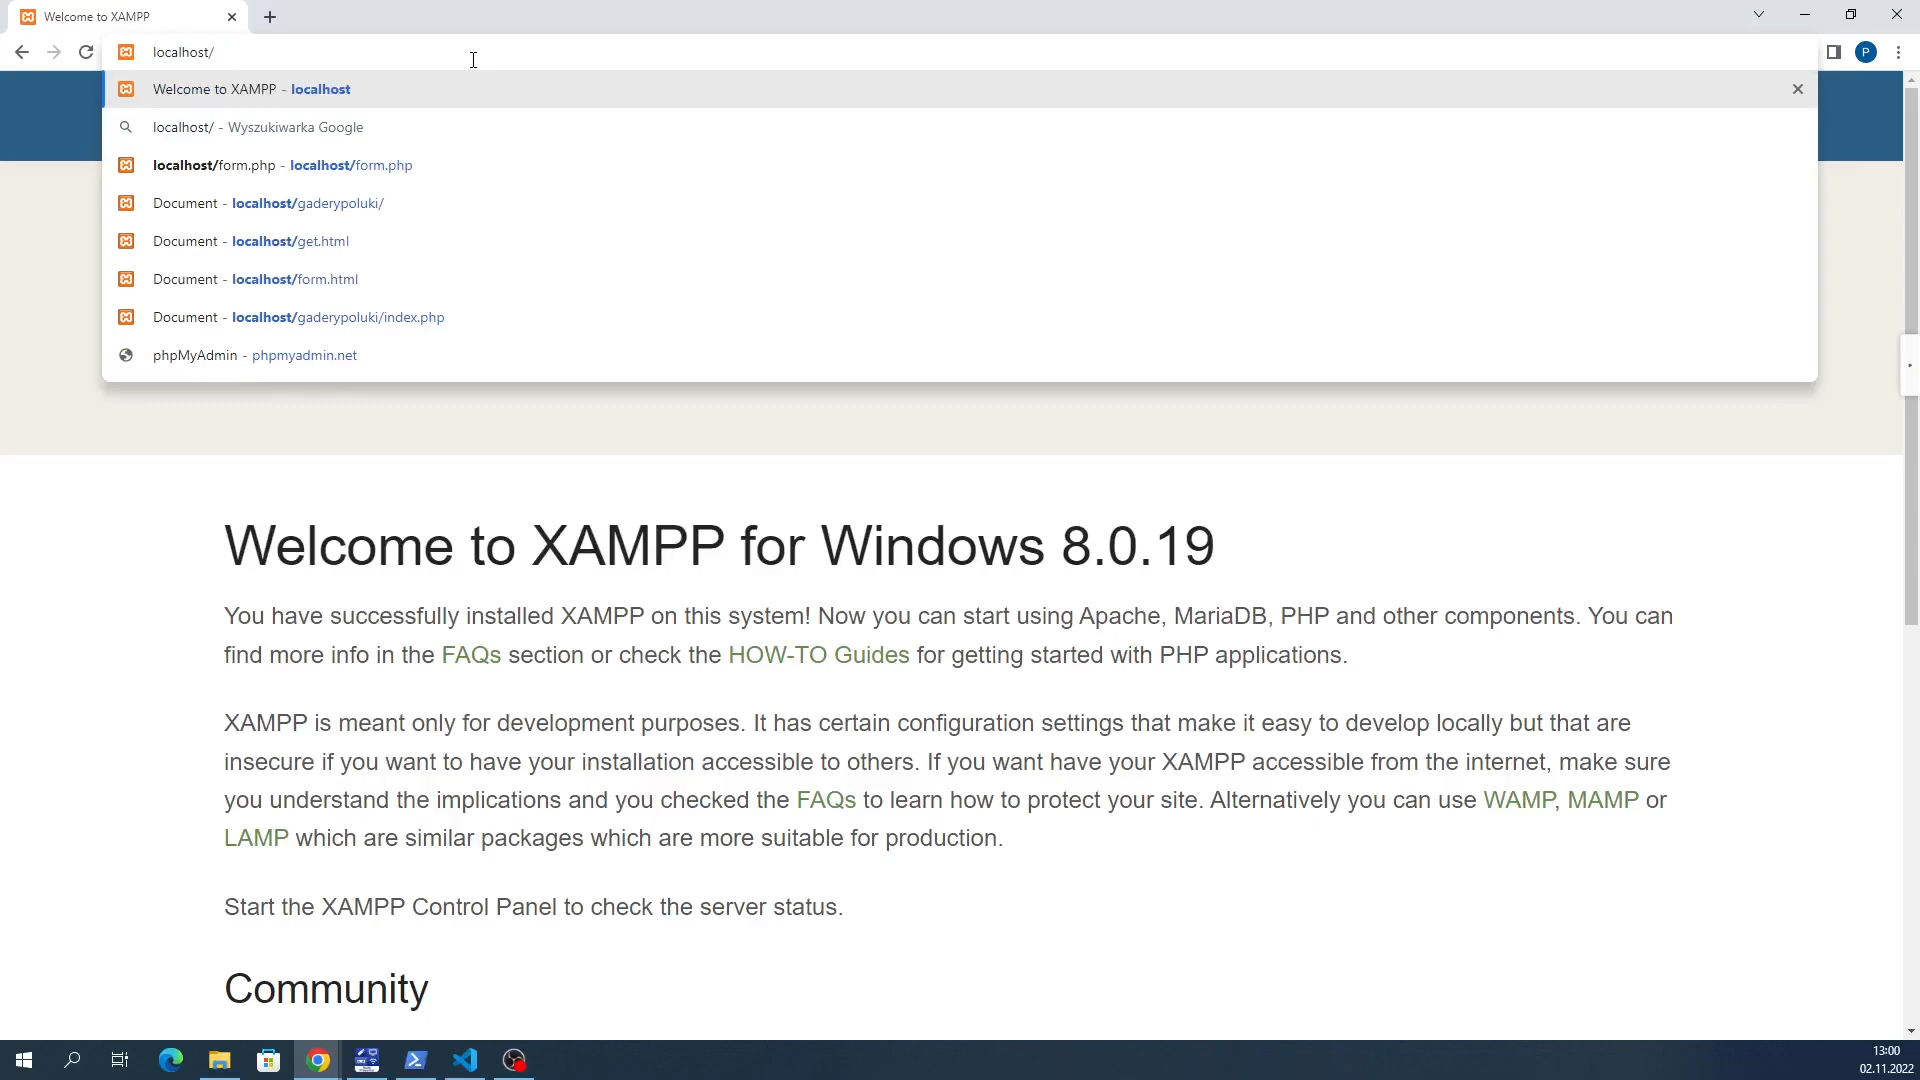 Welcome to XAMPP
localhost/
P
Welcome to XAMPP - localhost
localhost/ - Wyszukiwarka Google
localhost/form.php - localhost/form.php
Document - localhost/gaderypoluki/
Document - localhost/get.html
Document - localhost/form.html
Document - localhost/gaderypoluki/index.php
phpMyAdmin - phpmyadmin.net
Welcome to XAMPP for Windows 8.0.19
You have successfully installed XAMPP on this system! Now you can start using Apache, MariaDB, PHP and other components. You can
find more info in the FAQs section or check the HOW-TO Guides for getting started with PHP applications.
XAMPP is meant only for development purposes. It has certain configuration settings that make it easy to develop locally but that are
insecure if you want to have your installation accessible to others. If you want have your XAMPP accessible from the internet, make sure
you understand the implications and you checked the FAQs to learn how to protect your site. Alternatively you can use WAMP, MAMP or
LAMP which are similar packages which are more suitable for production.
Start the XAMPP Control Panel to check the server status.
Community
13:00
02.11.2022